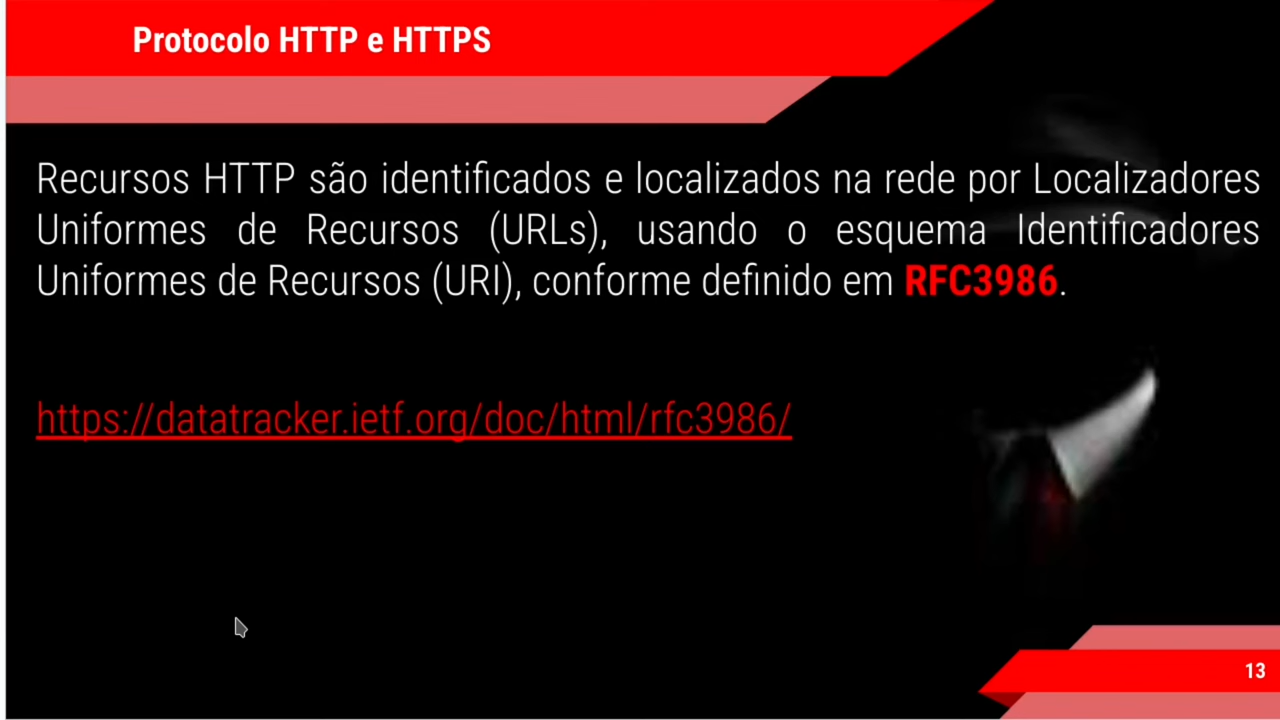 Protocolo HTTP e HTTPS
Recursos HTTP são identificados e localizados na rede por Localizadores
Uniformes de Recursos (URLs), usando o esquema Identificadores
Uniformes de Recursos (URI), conforme definido em RFC3986.
https://datatracker.ietf.org/doc/html/rfc3986/
13